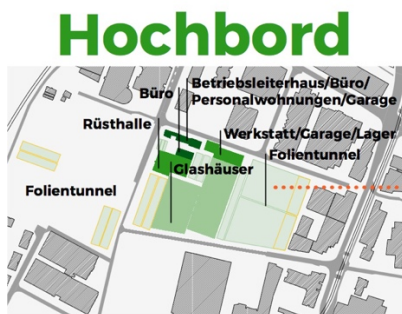 Hochbord
Betriebsleiterhaus/Büro/
Büro Personalwohnungen/Garage
Rüsthalle
Werkstatt/Garage/Lager
Folientunnel
Glashäuser
Folientunnel